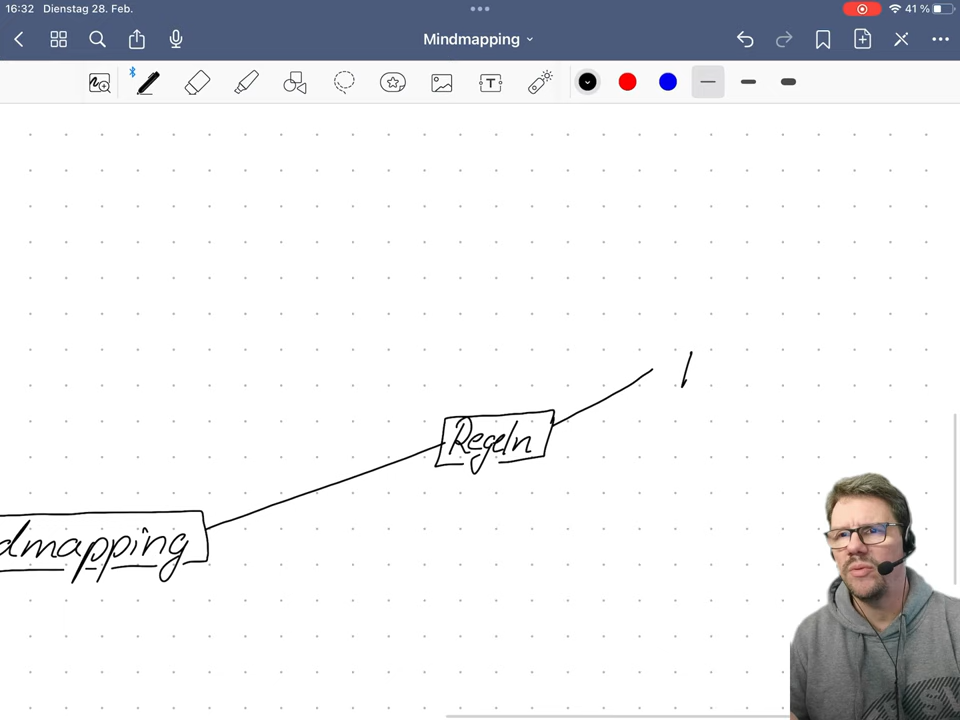 16:32 Dienstag 28. Feb.
41 %
Mindmapping
T
Regeln
dmapping